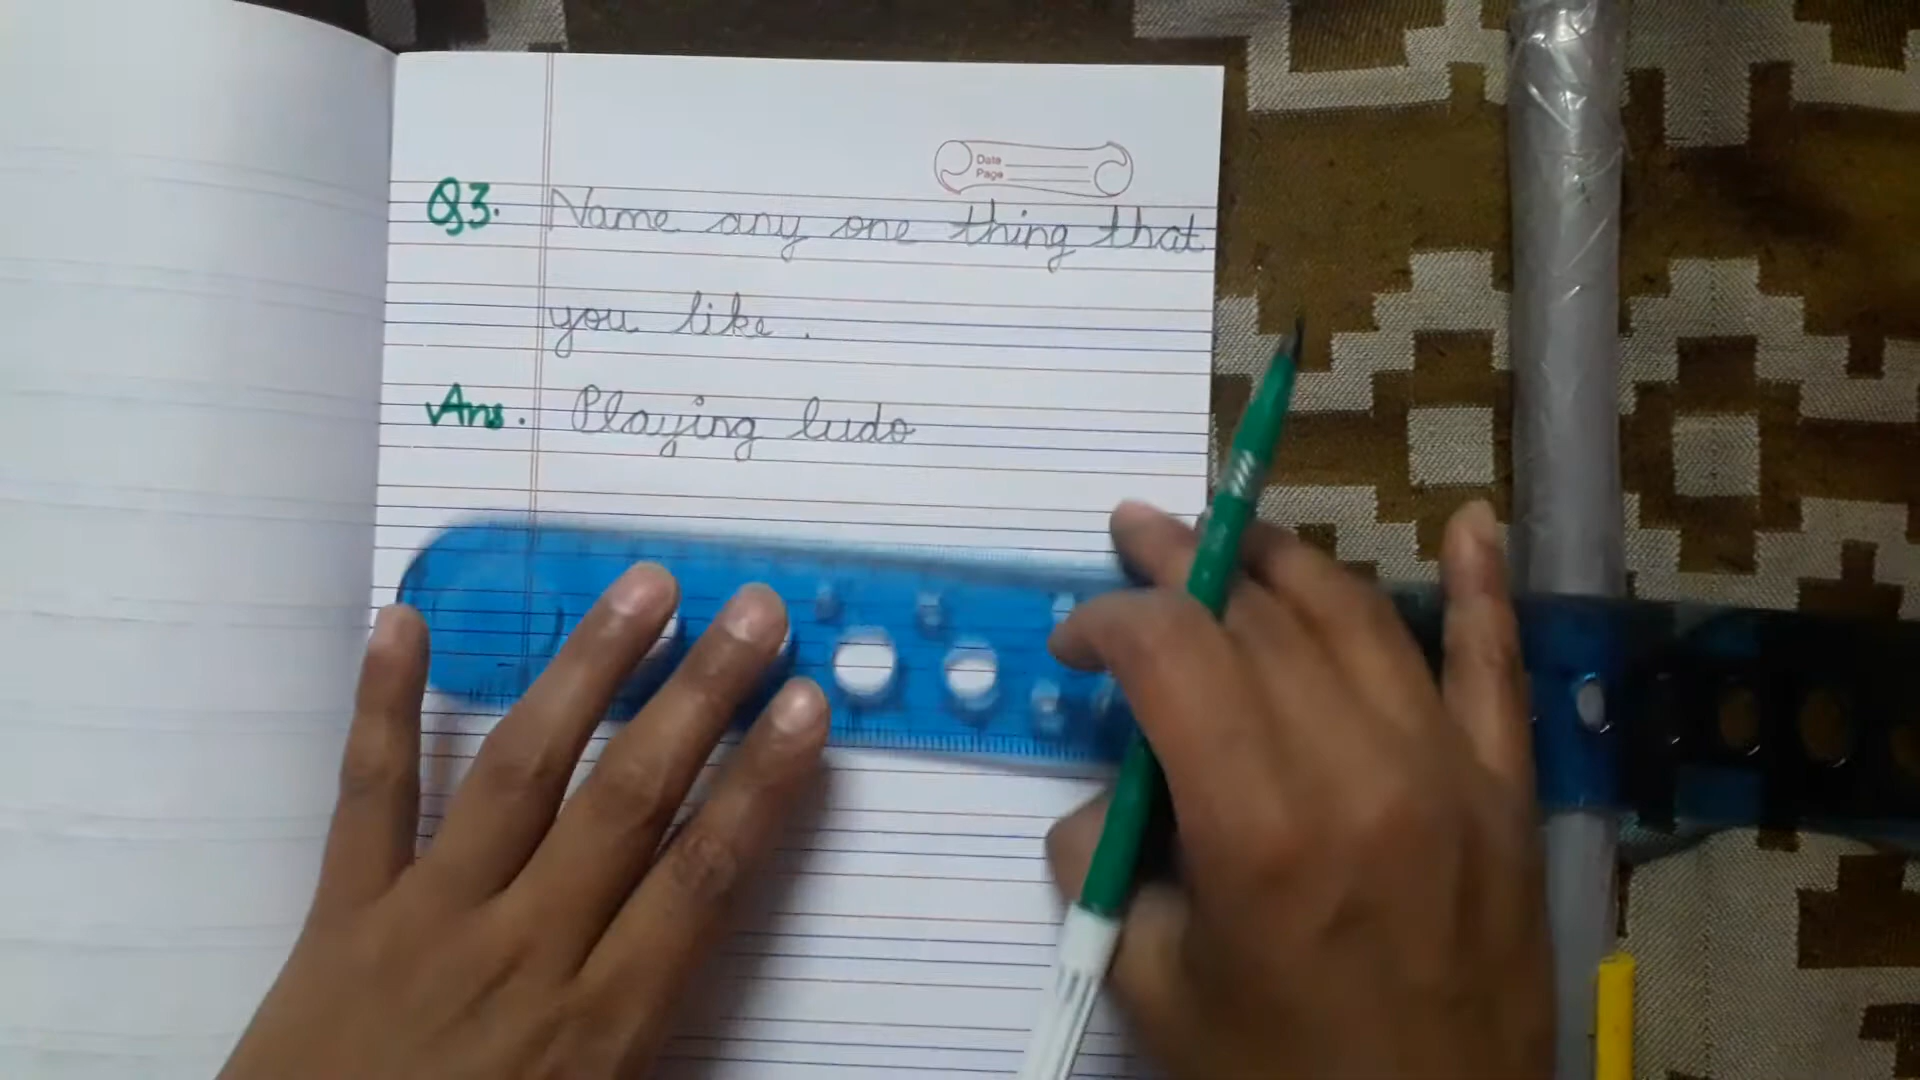 Date
Page
Q3. Name any one thing that
you like.
Ans. Playing ludo